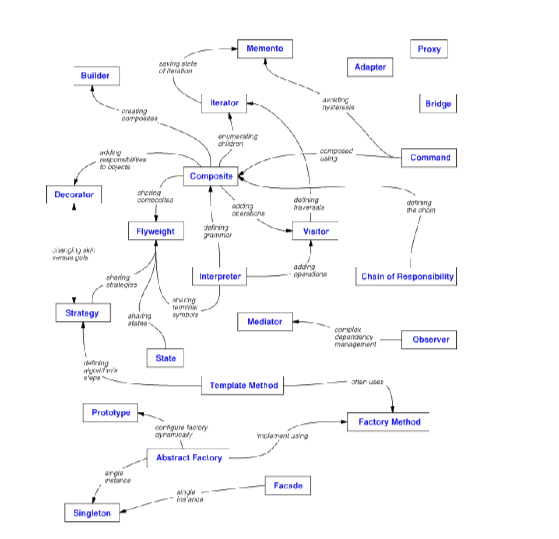 Memento
Proxy
saving state
of iteration
Adapter
Builder
Iterator
avoiding
hysteresis
Bridge
creating
composites
enumerating
children
adding
responsibilities
to objects
composed
using
Command
Composite
Decorator
sharing
composites
adding
operations
defining
traversals
defining
the chain
Flyweight
defining
grammar
Visitor
changing skin
versus guts
Interpreter
adding
operations
Chain of Responsibility
sharing
strategies
sharing
terminal
symbols
Strategy
sharing
states
Mediator
complex
dependency
management
Observer
State
defining
algorithm's
steps
Template Method
often uses
Prototype
configure factory
dynamically
Factory Method
implement using
Abstract Factory
single
instance
Facade
single
instance
Singleton